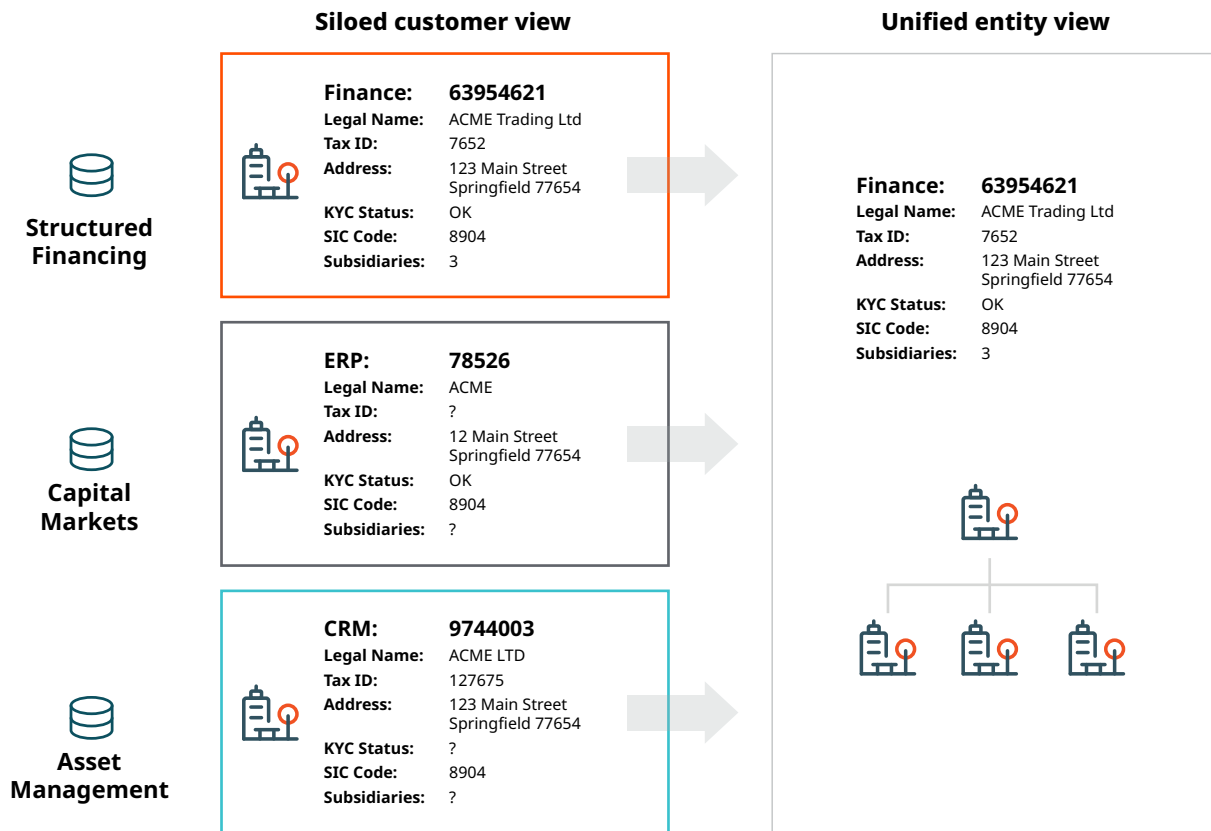 Siloed customer view
Unified entity view
Structured
Financing
Finance: 63954621
Legal Name: ACME Trading Ltd
Tax ID: 7652
Address: 123 Main Street
Springfield 77654
KYC Status: OK
SIC Code: 8904
Subsidiaries: 3
Capital
Markets
ERP: 78526
Legal Name: ACME
Tax ID: ?
Address: 12 Main Street
Springfield 77654
KYC Status: OK
SIC Code: 8904
Subsidiaries: ?
Asset
Management
CRM: 9744003
Legal Name: ACME LTD
Tax ID: 127675
Address: 123 Main Street
Springfield 77654
KYC Status: ?
SIC Code: 8904
Subsidiaries: ?
Finance: 63954621
Legal Name: ACME Trading Ltd
Tax ID: 7652
Address: 123 Main Street
Springfield 77654
KYC Status: OK
SIC Code: 8904
Subsidiaries: 3